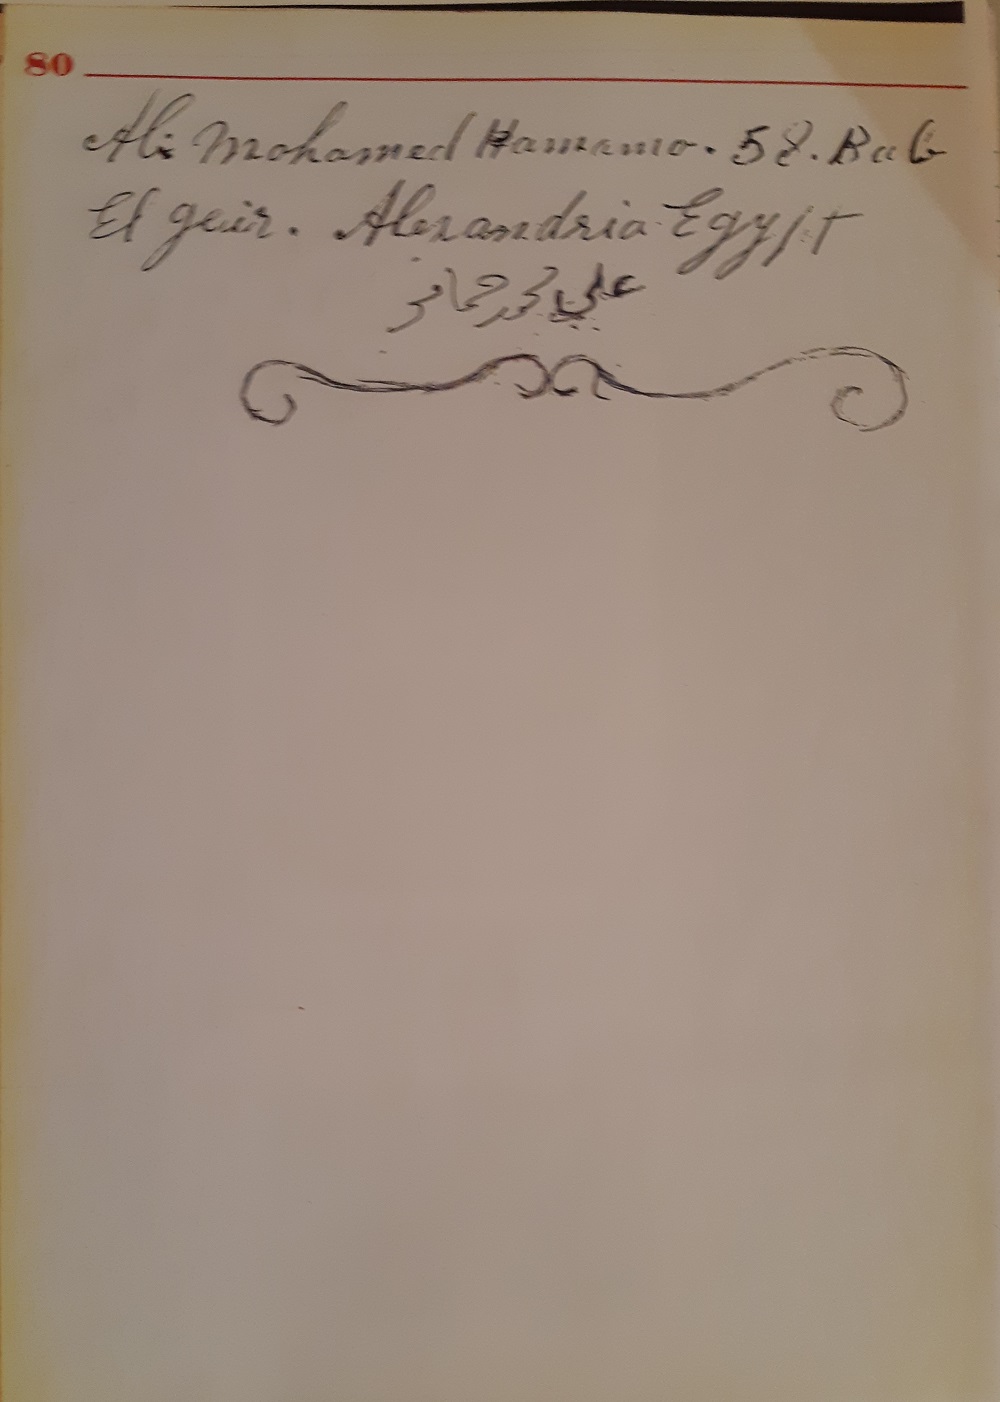 80
Ali Mohamed Hamamo. 58. Bab
El geir. Alexandria Egypt
علي محمد